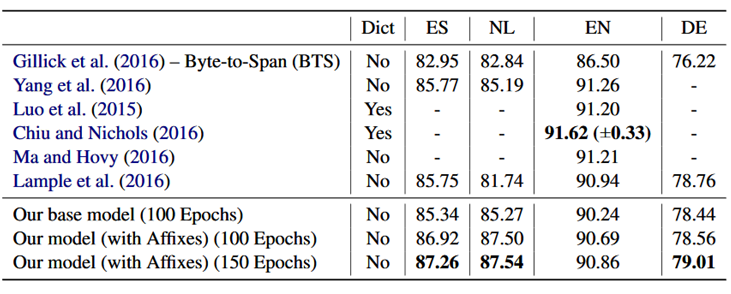 Dict ES NL EN DE
Gillick et al. (2016) – Byte-to-Span (BTS) No 82.95 82.84 86.50 76.22
Yang et al. (2016) No 85.77 85.19 91.26 -
Luo et al. (2015) Yes - - 91.20 -
Chiu and Nichols (2016) Yes - - 91.62 (±0.33) -
Ma and Hovy (2016) No - - 91.21 -
Lample et al. (2016) No 85.75 81.74 90.94 78.76
Our base model (100 Epochs) No 85.34 85.27 90.24 78.44
Our model (with Affixes) (100 Epochs) No 86.92 87.50 90.69 78.56
Our model (with Affixes) (150 Epochs) No 87.26 87.54 90.86 79.01